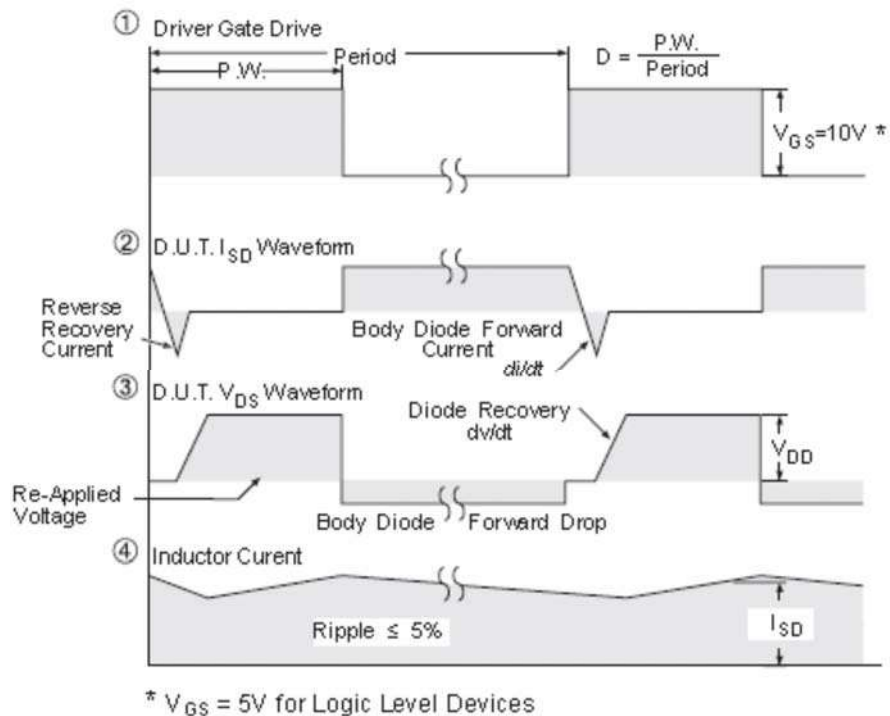 ① Driver Gate Drive
P.W.
Period
D = P.W. / Period
V_GS=10V *
② D.U.T. I_SD Waveform
Reverse
Recovery
Current
Body Diode Forward
Current
di/dt
③ D.U.T. V_DS Waveform
Diode Recovery
dv/dt
V_DD
Re-Applied
Voltage
Body Diode Forward Drop
④ Inductor Curent
Ripple ≤ 5%
I_SD
* V_GS = 5V for Logic Level Devices